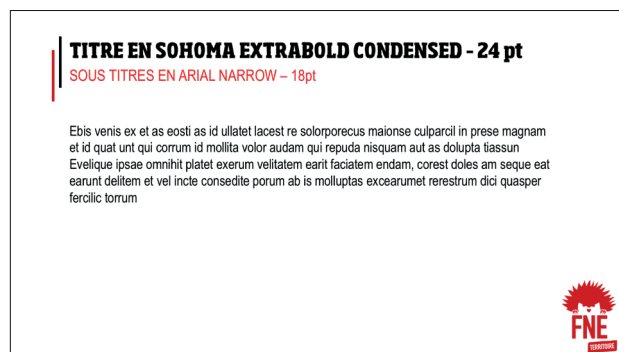 TITRE EN SOHOMA EXTRABOLD CONDENSED - 24 pt
SOUS TITRES EN ARIAL NARROW – 18pt
Ebis venis ex et as eosti as id ullatet lacest re solorporecus maionse culparcil in prese magnam
et id quat unt qui corrum id mollita volor audam qui repuda nisquam aut as dolupta tiassun
Evelique ipsae omnihit platet exerum velitatem earit faciatem endam, corest doles am seque eat
earunt delitem et vel incte consedite porum ab is molluptas excearumet rerestrum dici quasper
fercilic torrum
FNE
TERRITOIRE